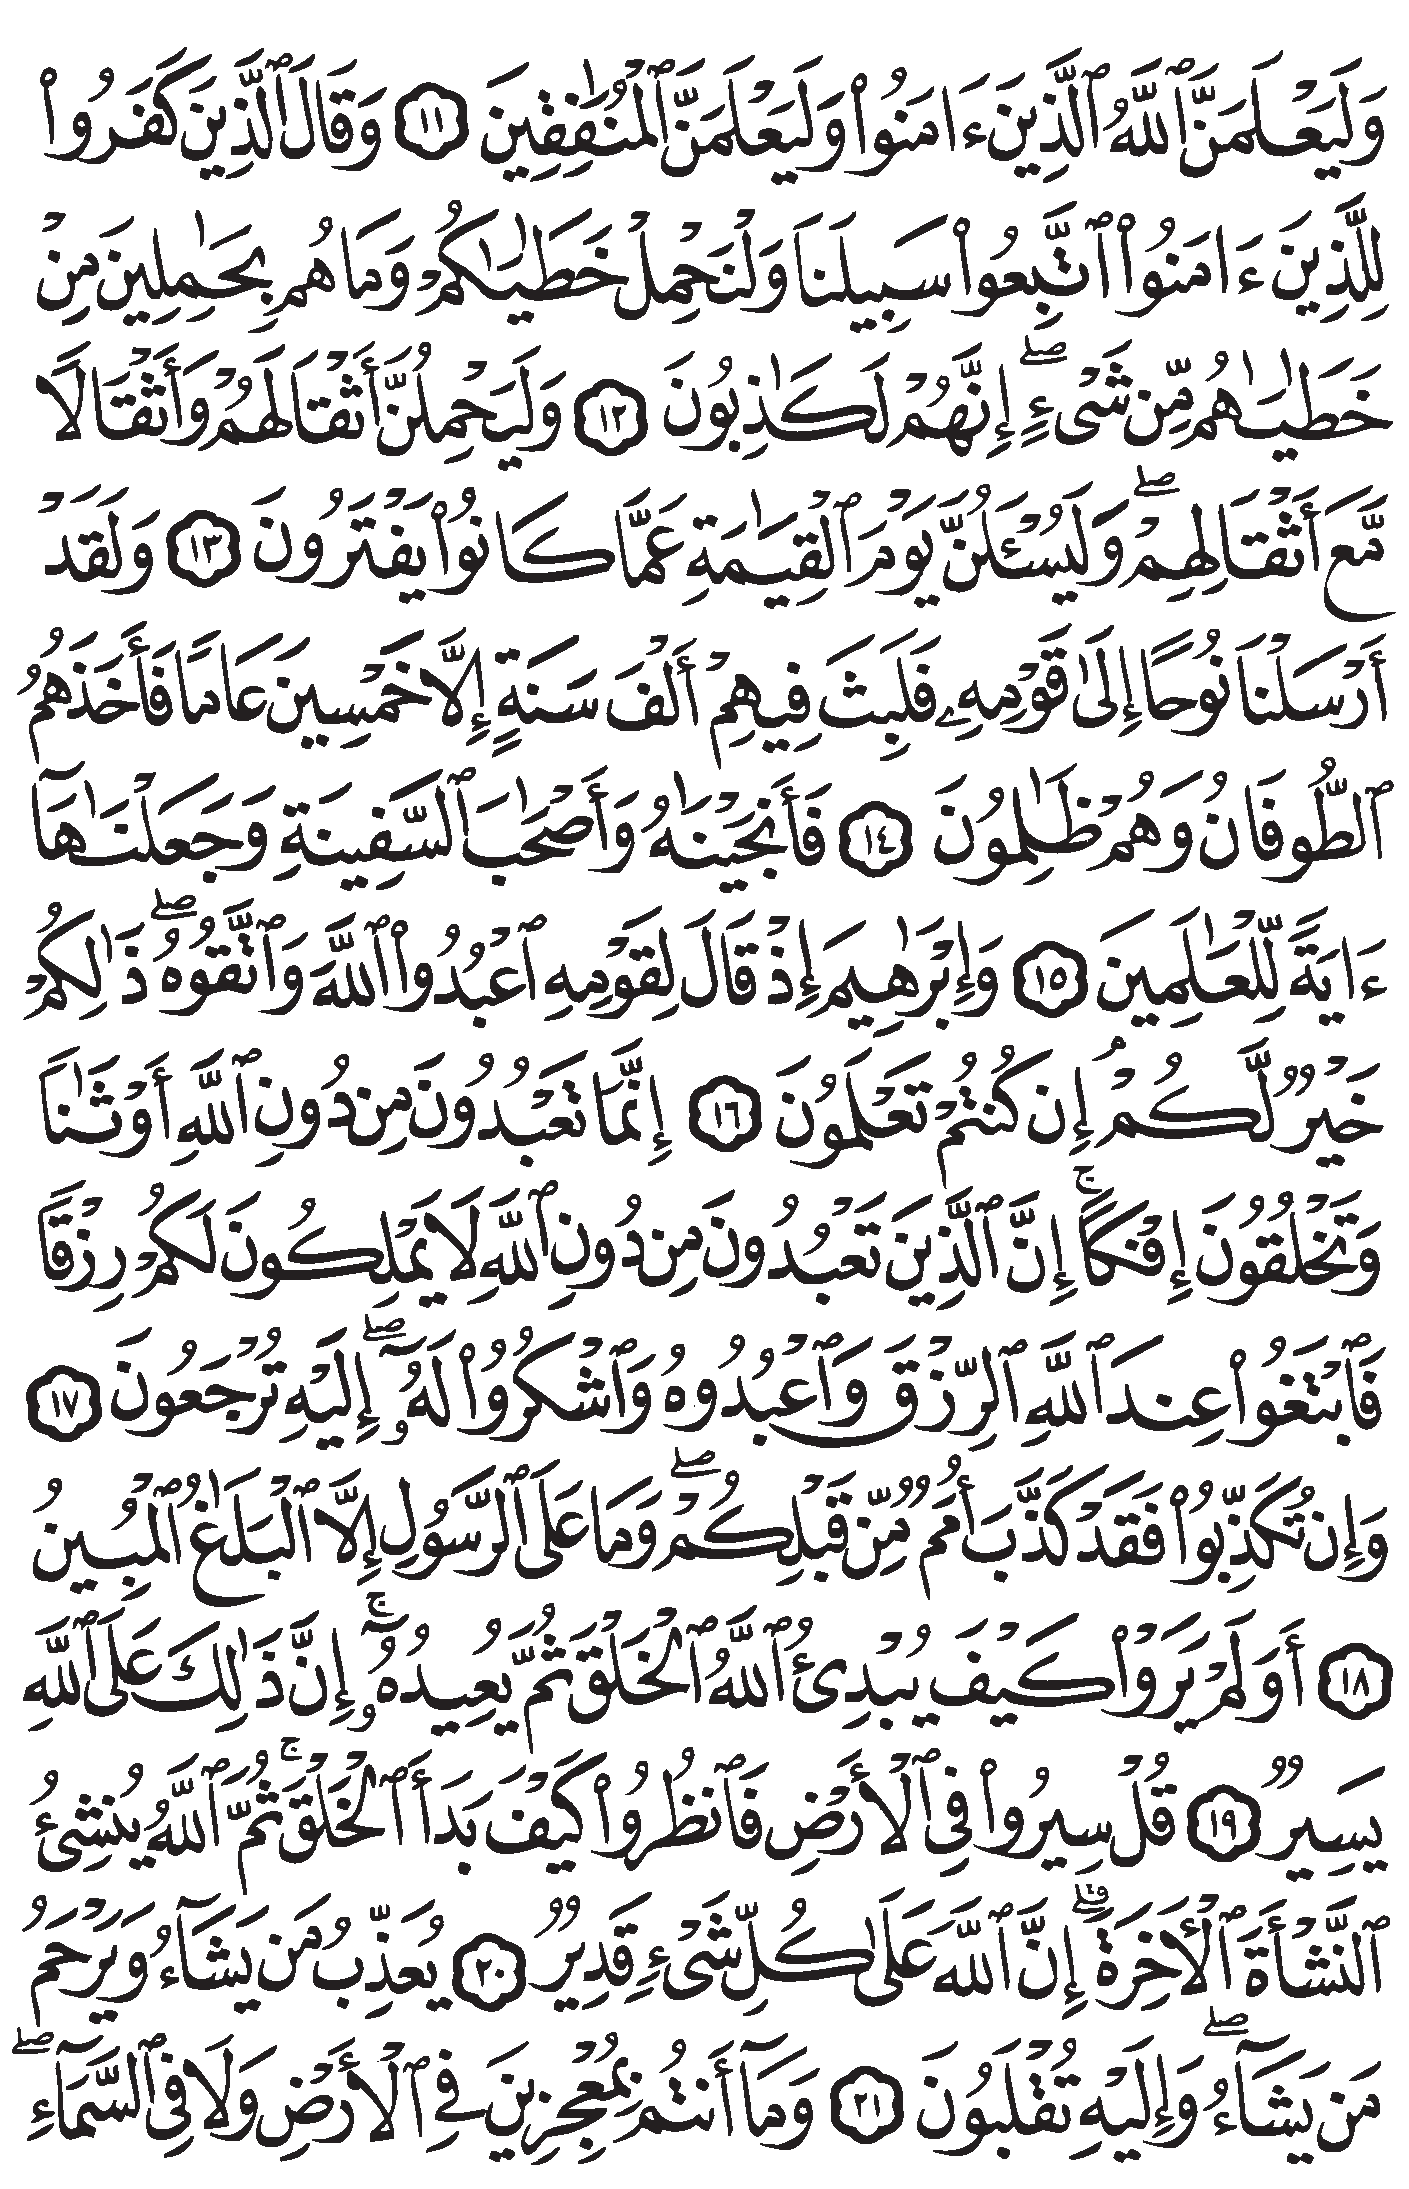 وَلَيَعْلَمَنَّ ٱللَّهُ ٱلَّذِينَ ءَامَنُوا۟ وَلَيَعْلَمَنَّ ٱلْمُنَٰفِقِينَ ١١ وَقَالَ ٱلَّذِينَ كَفَرُوا۟
لِلَّذِينَ ءَامَنُوا۟ ٱتَّبِعُوا۟ سَبِيلَنَا وَلْنَحْمِلْ خَطَٰيَٰكُمْ وَمَا هُم بِحَٰمِلِينَ مِنْ
خَطَٰيَٰهُم مِّن شَىْءٍ ۖ إِنَّهُمْ لَكَٰذِبُونَ ١٢ وَلَيَحْمِلُنَّ أَثْقَالَهُمْ وَأَثْقَالًا
مَّعَ أَثْقَالِهِمْ ۖ وَلَيُسْـَٔلُنَّ يَوْمَ ٱلْقِيَٰمَةِ عَمَّا كَانُوا۟ يَفْتَرُونَ ١٣ وَلَقَدْ
أَرْسَلْنَا نُوحًا إِلَىٰ قَوْمِهِۦ فَلَبِثَ فِيهِمْ أَلْفَ سَنَةٍ إِلَّا خَمْسِينَ عَامًا فَأَخَذَهُمُ
ٱلطُّوفَانُ وَهُمْ ظَٰلِمُونَ ١٤ فَأَنجَيْنَٰهُ وَأَصْحَٰبَ ٱلسَّفِينَةِ وَجَعَلْنَٰهَآ
ءَايَةً لِّلْعَٰلَمِينَ ١٥ وَإِبْرَٰهِيمَ إِذْ قَالَ لِقَوْمِهِ ٱعْبُدُوا۟ ٱللَّهَ وَٱتَّقُوهُ ۖ ذَٰلِكُمْ
خَيْرٌ لَّكُمْ إِن كُنتُمْ تَعْلَمُونَ ١٦ إِنَّمَا تَعْبُدُونَ مِن دُونِ ٱللَّهِ أَوْثَٰنًا
وَتَخْلُقُونَ إِفْكًا ۚ إِنَّ ٱلَّذِينَ تَعْبُدُونَ مِن دُونِ ٱللَّهِ لَا يَمْلِكُونَ لَكُمْ رِزْقًا
فَٱبْتَغُوا۟ عِندَ ٱللَّهِ ٱلرِّزْقَ وَٱعْبُدُوهُ وَٱشْكُرُوا۟ لَهُۥٓ ۖ إِلَيْهِ تُرْجَعُونَ ١٧
وَإِن تُكَذِّبُوا۟ فَقَدْ كَذَّبَ أُمَمٌ مِّن قَبْلِكُمْ ۖ وَمَا عَلَى ٱلرَّسُولِ إِلَّا ٱلْبَلَٰغُ ٱلْمُبِينُ
١٨ أَوَلَمْ يَرَوْا۟ كَيْفَ يُبْدِئُ ٱللَّهُ ٱلْخَلْقَ ثُمَّ يُعِيدُهُۥٓ ۚ إِنَّ ذَٰلِكَ عَلَى ٱللَّهِ
يَسِيرٌ ١٩ قُلْ سِيرُوا۟ فِى ٱلْأَرْضِ فَٱنظُرُوا۟ كَيْفَ بَدَأَ ٱلْخَلْقَ ۚ ثُمَّ ٱللَّهُ يُنشِئُ
ٱلنَّشْأَةَ ٱلْأَخِرَةَ ۚ إِنَّ ٱللَّهَ عَلَىٰ كُلِّ شَىْءٍ قَدِيرٌ ٢٠ يُعَذِّبُ مَن يَشَآءُ وَيَرْحَمُ
مَن يَشَآءُ ۖ وَإِلَيْهِ تُقْلَبُونَ ٢١ وَمَآ أَنتُم بِمُعْجِزِينَ فِى ٱلْأَرْضِ وَلَا فِى ٱلسَّمَآءِ ۖ